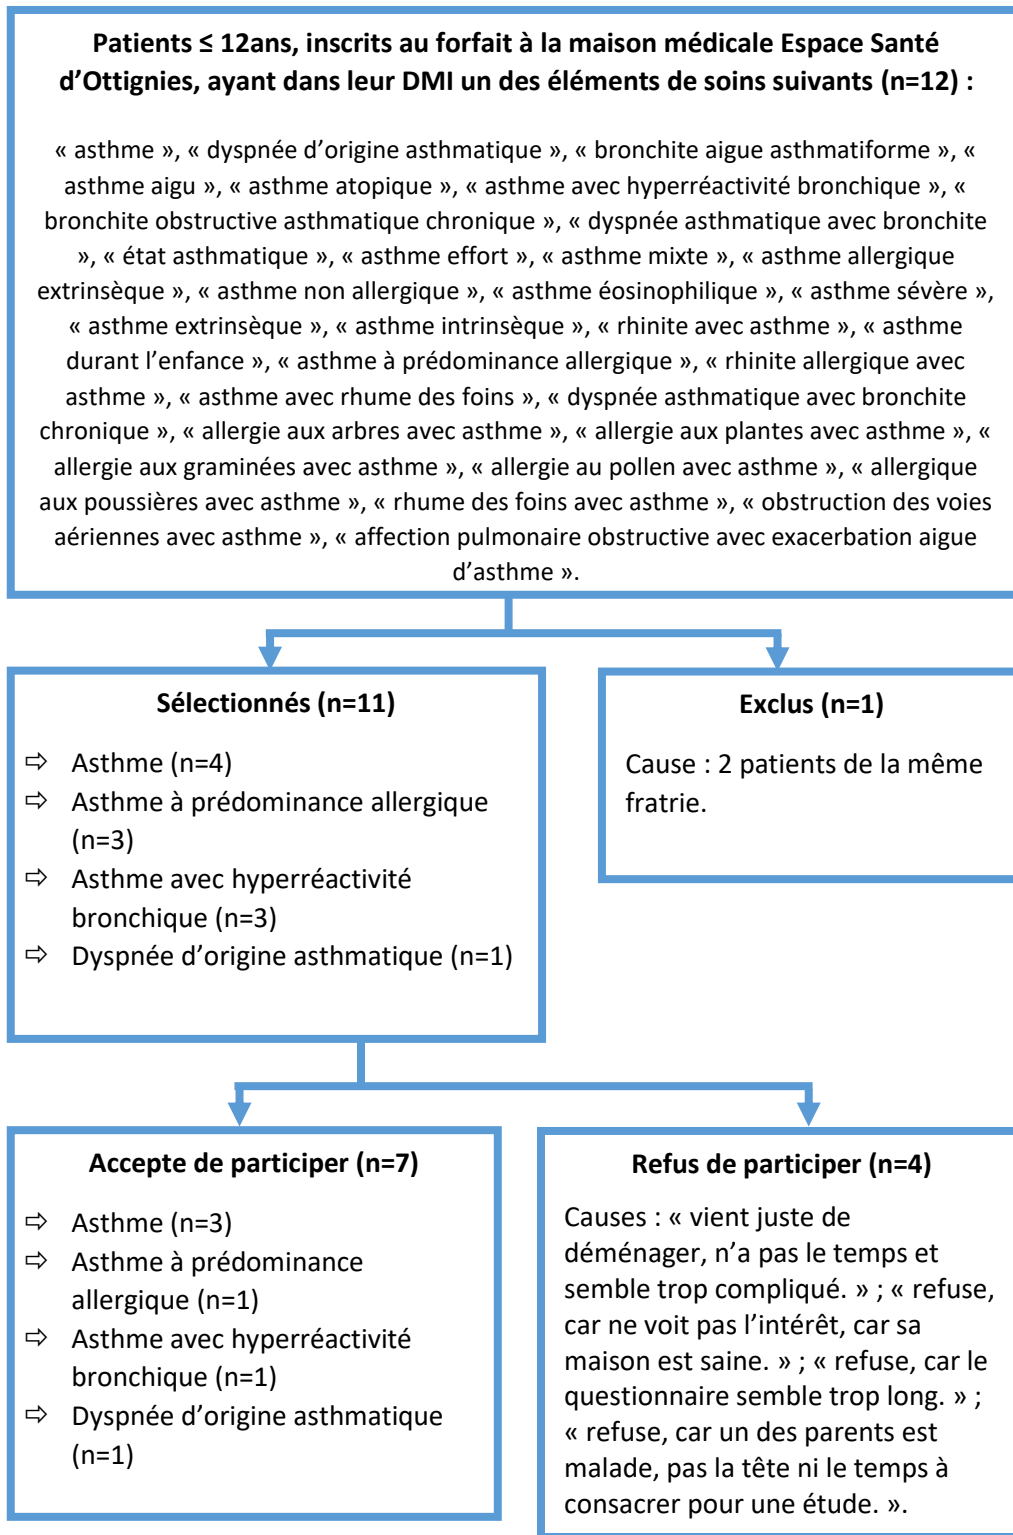 Patients ≤ 12ans, inscrits au forfait à la maison médicale Espace Santé
d’Ottignies, ayant dans leur DMI un des éléments de soins suivants (n=12) :
« asthme », « dyspnée d’origine asthmatique », « bronchite aigue asthmatiforme », «
asthme aigu », « asthme atopique », « asthme avec hyperréactivité bronchique », «
bronchite obstructive asthmatique chronique », « dyspnée asthmatique avec bronchite
», « état asthmatique », « asthme effort », « asthme mixte », « asthme allergique
extrinsèque », « asthme non allergique », « asthme éosinophilique », « asthme sévère »,
« asthme extrinsèque », « asthme intrinsèque », « rhinite avec asthme », « asthme
durant l’enfance », « asthme à prédominance allergique », « rhinite allergique avec
asthme », « asthme avec rhume des foins », « dyspnée asthmatique avec bronchite
chronique », « allergie aux arbres avec asthme », « allergie aux plantes avec asthme », «
allergie aux graminées avec asthme », « allergie au pollen avec asthme », « allergique
aux poussières avec asthme », « rhume des foins avec asthme », « obstruction des voies
aériennes avec asthme », « affection pulmonaire obstructive avec exacerbation aigue
d’asthme ».
Sélectionnés (n=11)
⇨ Asthme (n=4)
⇨ Asthme à prédominance allergique
(n=3)
⇨ Asthme avec hyperréactivité
bronchique (n=3)
⇨ Dyspnée d’origine asthmatique (n=1)
Exclus (n=1)
Cause : 2 patients de la même
fratrie.
Accepte de participer (n=7)
⇨ Asthme (n=3)
⇨ Asthme à prédominance
allergique (n=1)
⇨ Asthme avec hyperréactivité
bronchique (n=1)
⇨ Dyspnée d’origine asthmatique
(n=1)
Refus de participer (n=4)
Causes : « vient juste de
déménager, n’a pas le temps et
semble trop compliqué. » ; « refuse,
car ne voit pas l’intérêt, car sa
maison est saine. » ; « refuse, car le
questionnaire semble trop long. » ;
« refuse, car un des parents est
malade, pas la tête ni le temps à
consacrer pour une étude. ».